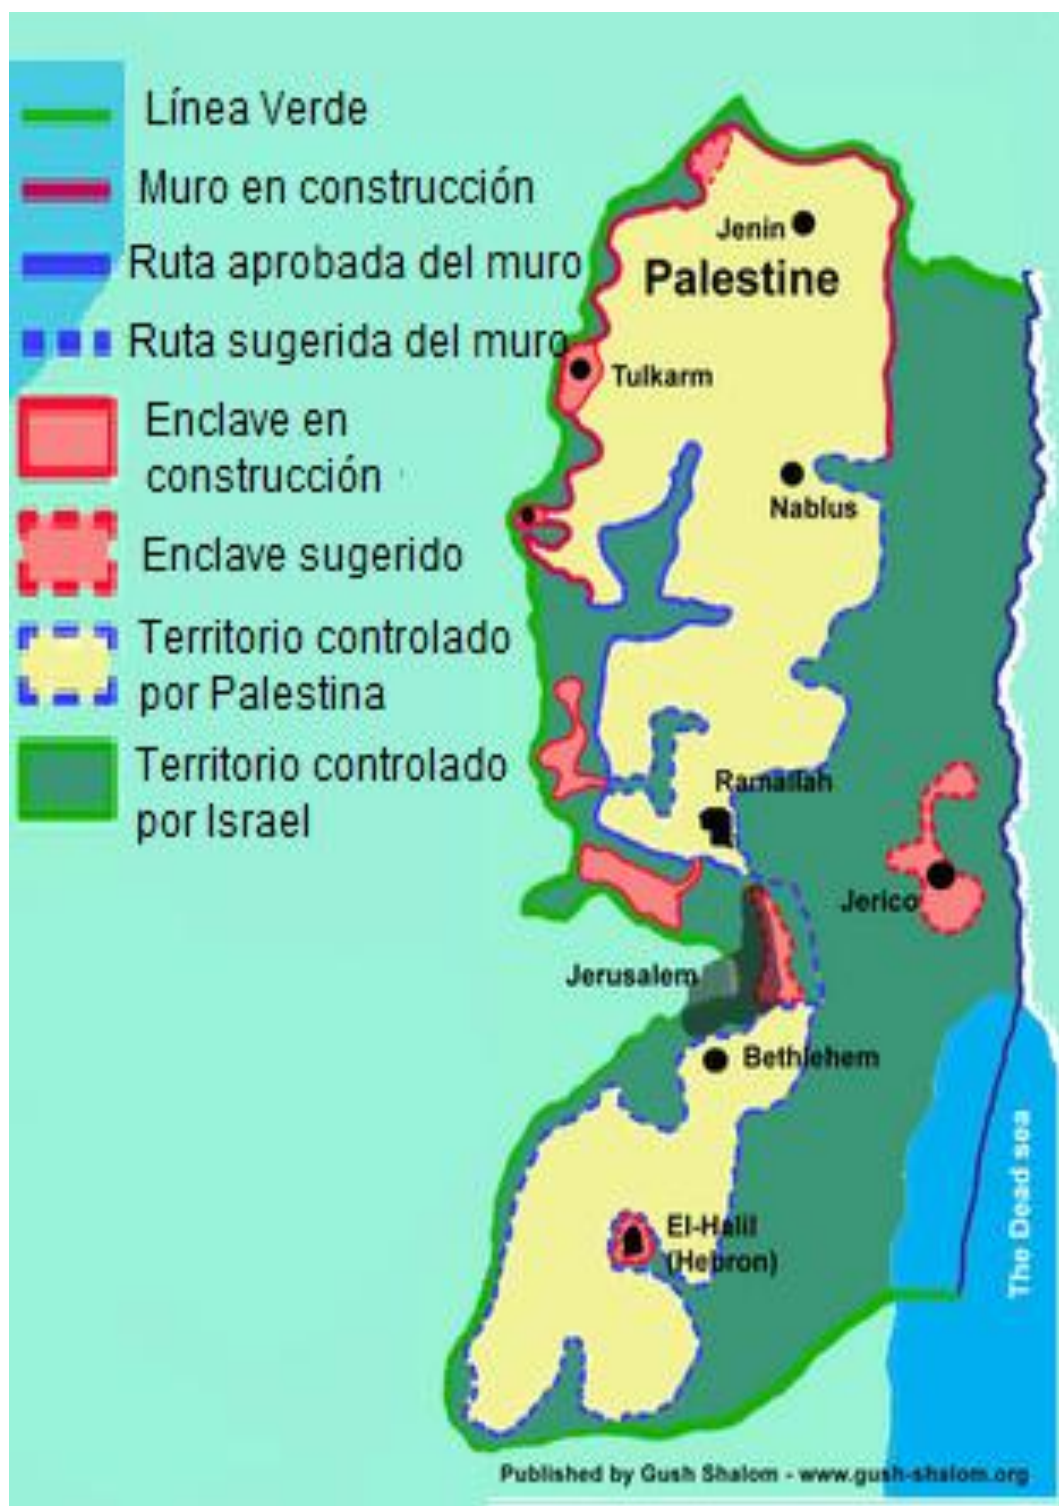 Línea Verde
Muro en construcción
Ruta aprobada del muro
Ruta sugerida del muro
Enclave en
construcción
Enclave sugerido
Territorio controlado
por Palestina
Territorio controlado
por Israel
Jenin
Palestine
Tulkarm
Nablus
Ramallah
Jerico
Jerusalem
Bethlehem
El-Halil
(Hebron)
The Dead sea
Published by Gush Shalom - www.gush-shalom.org